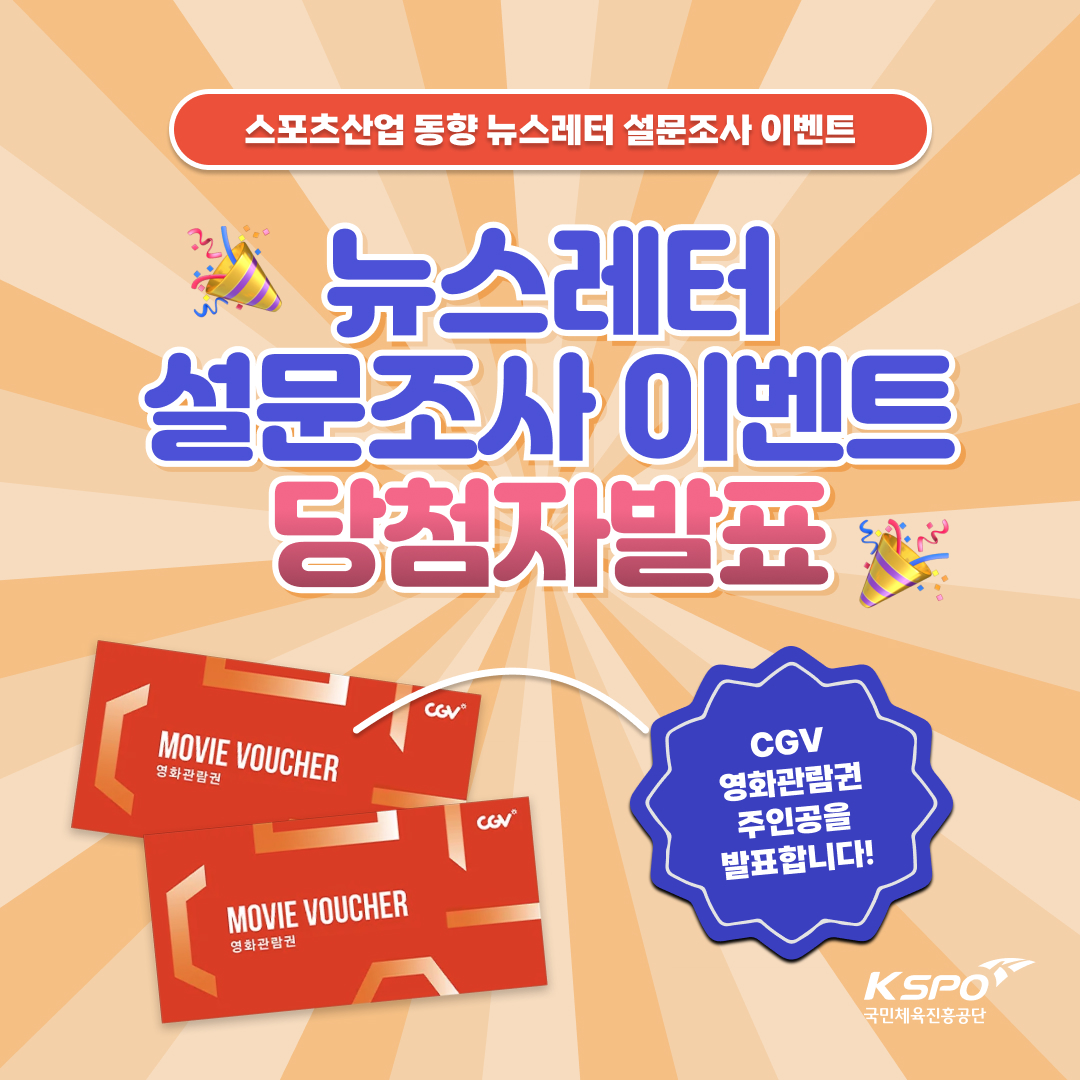 스포츠산업 동향 뉴스레터 설문조사 이벤트
뉴스레터
설문조사 이벤트
당첨자발표
CGV
MOVIE VOUCHER
영화관람권
CGV
MOVIE VOUCHER
영화관람권
CGV
영화관람권
주인공을
발표합니다!
KSPO
국민체육진흥공단